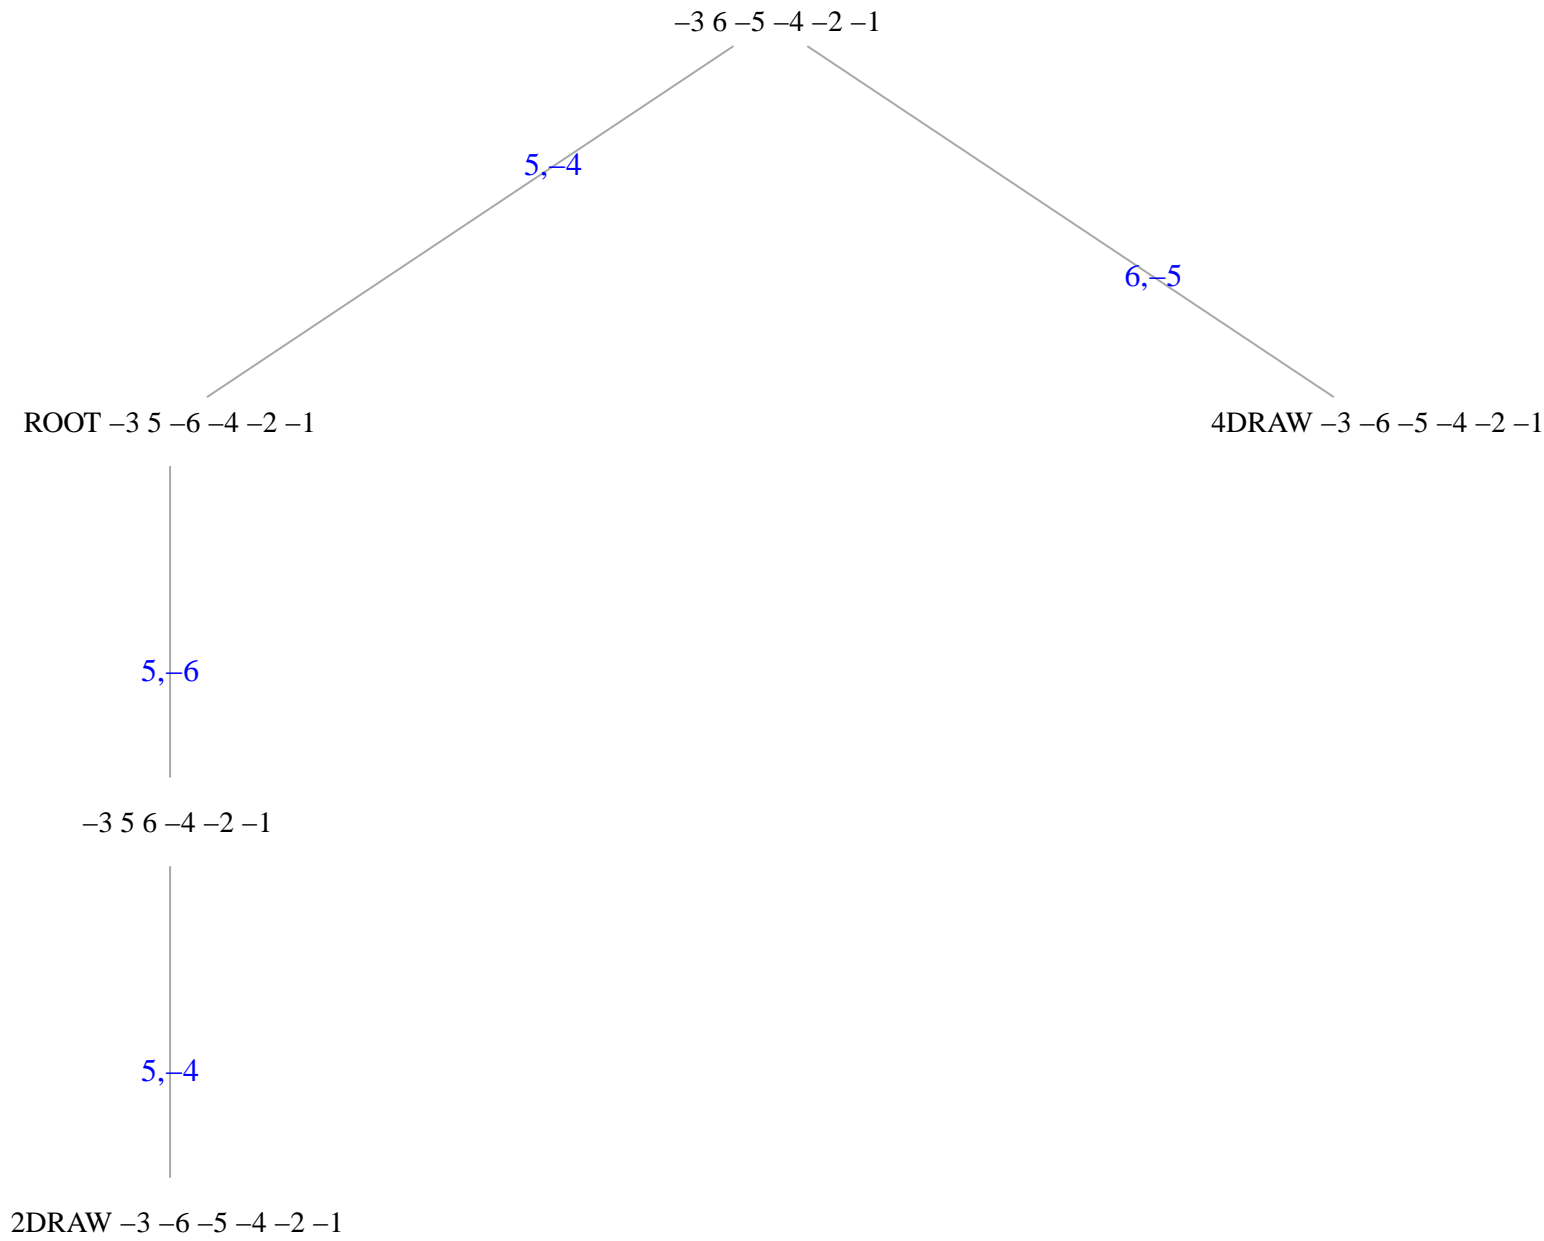 –3 6 –5 –4 –2 –1
5,–4
6,–5
ROOT –3 5 –6 –4 –2 –1
4DRAW –3 –6 –5 –4 –2 –1
5,–6
–3 5 6 –4 –2 –1
5,–4
2DRAW –3 –6 –5 –4 –2 –1